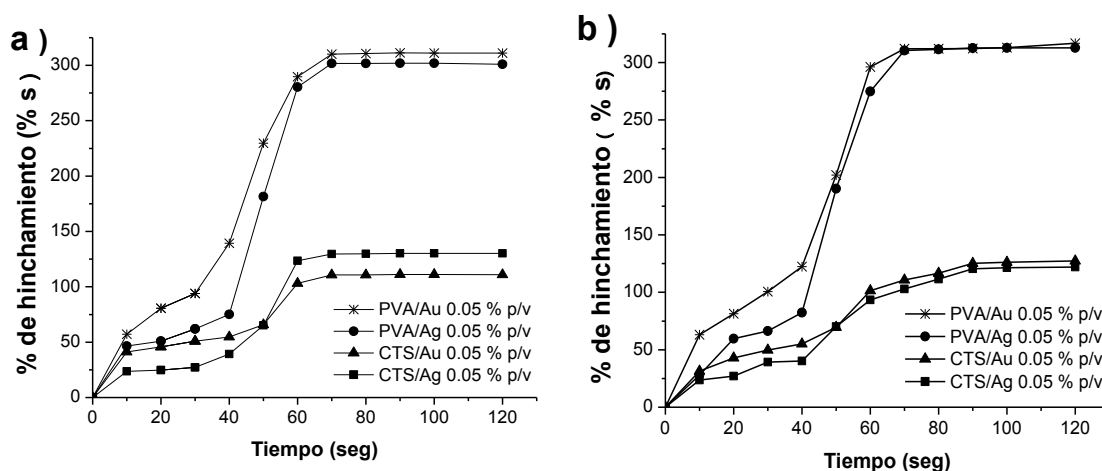 a )
% de hinchamiento (% s )
300
250
200
150
100
50
0
PVA/Au 0.05 % p/v
PVA/Ag 0.05 % p/v
CTS/Au 0.05 % p/v
CTS/Ag 0.05 % p/v
0 20 40 60 80 100 120
Tiempo (seg)
b )
% de hinchamiento ( % s)
300
250
200
150
100
50
0
PVA/Au 0.05 % p/v
PVA/Ag 0.05 % p/v
CTS/Au 0.05 % p/v
CTS/Ag 0.05 % p/v
0 20 40 60 80 100 120
Tiempo (seg)